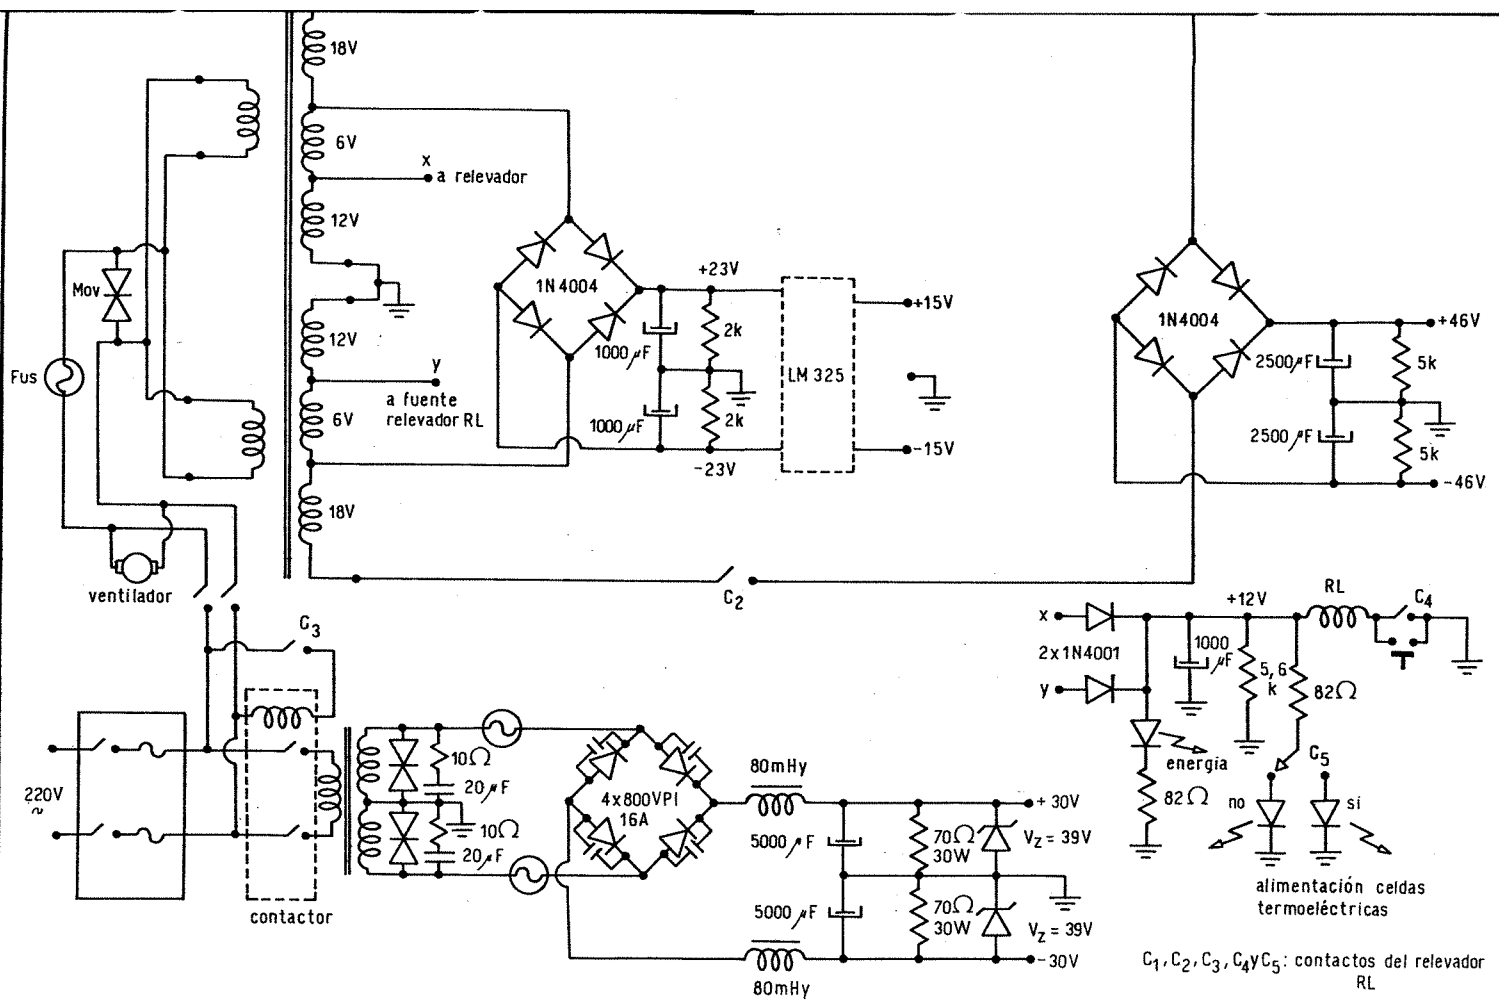 18V
6V
x
a relevador
12V
Mov
12V
Fus
y
a fuente
relevador RL
6V
18V
ventilador
1N4004
+23V
1000µF
2k
1000µF
2k
-23V
LM 325
+15V
-15V
1N4004
+46V
2500µF
5k
2500µF
5k
-46V
C2
C3
220V
~
contactor
10Ω
20µF
10Ω
20µF
4x800VPI
16A
80mHy
5000µF
5000µF
80mHy
70Ω
30W
70Ω
30W
+30V
VZ = 39V
VZ = 39V
-30V
x
2x1N4001
y
1000
µF
+12V
5,6
k
RL
C4
82Ω
energía
82Ω
C5
no
sí
alimentación celdas
termoeléctricas
C1, C2, C3, C4 y C5: contactos del relevador
RL